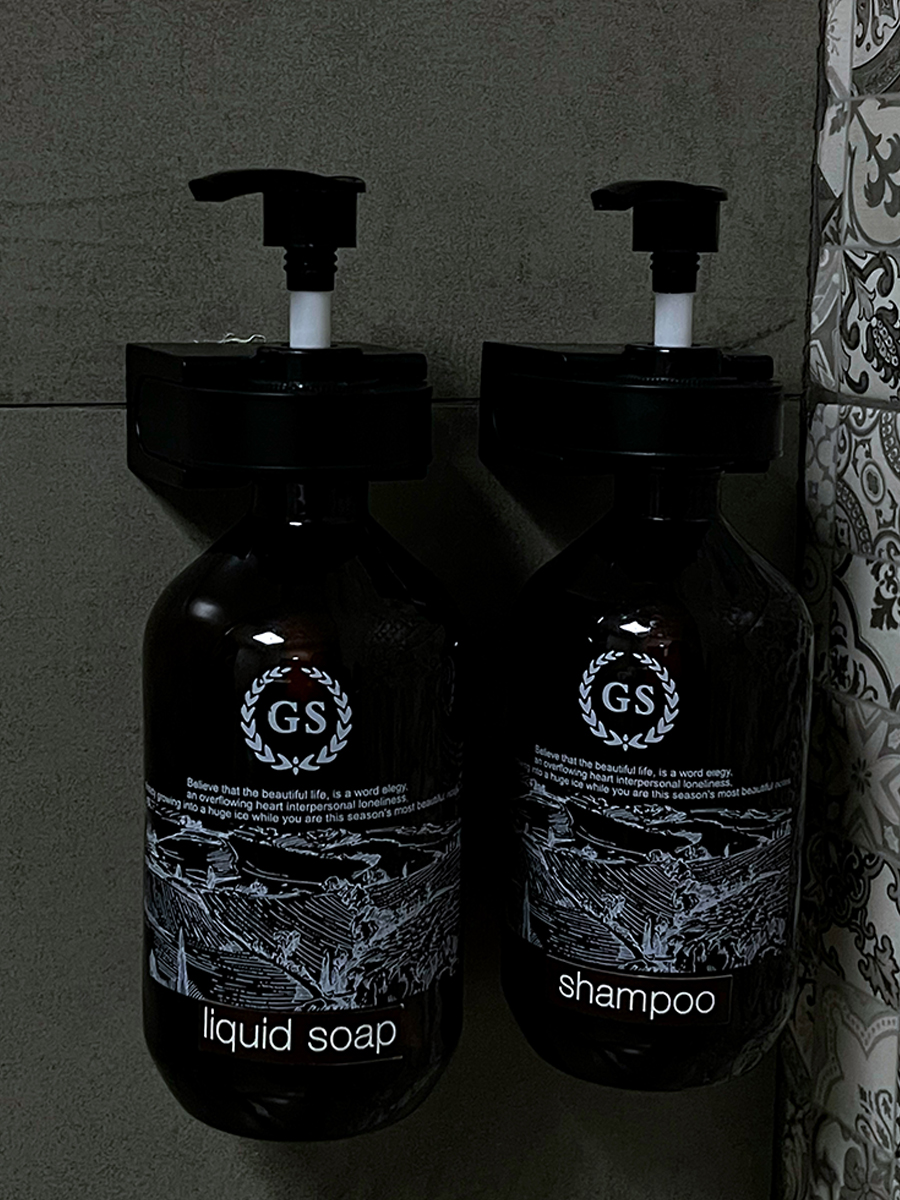 GS
Believe that the beautiful life, is a word elegy,
an overflowing heart interpersonal loneliness,
growing into a huge ice while you are this season's most beautiful
liquid soap
GS
Believe that the beautiful life, is a word elegy,
an overflowing heart interpersonal loneliness,
into a huge ice while you are this season's most beautiful
shampoo